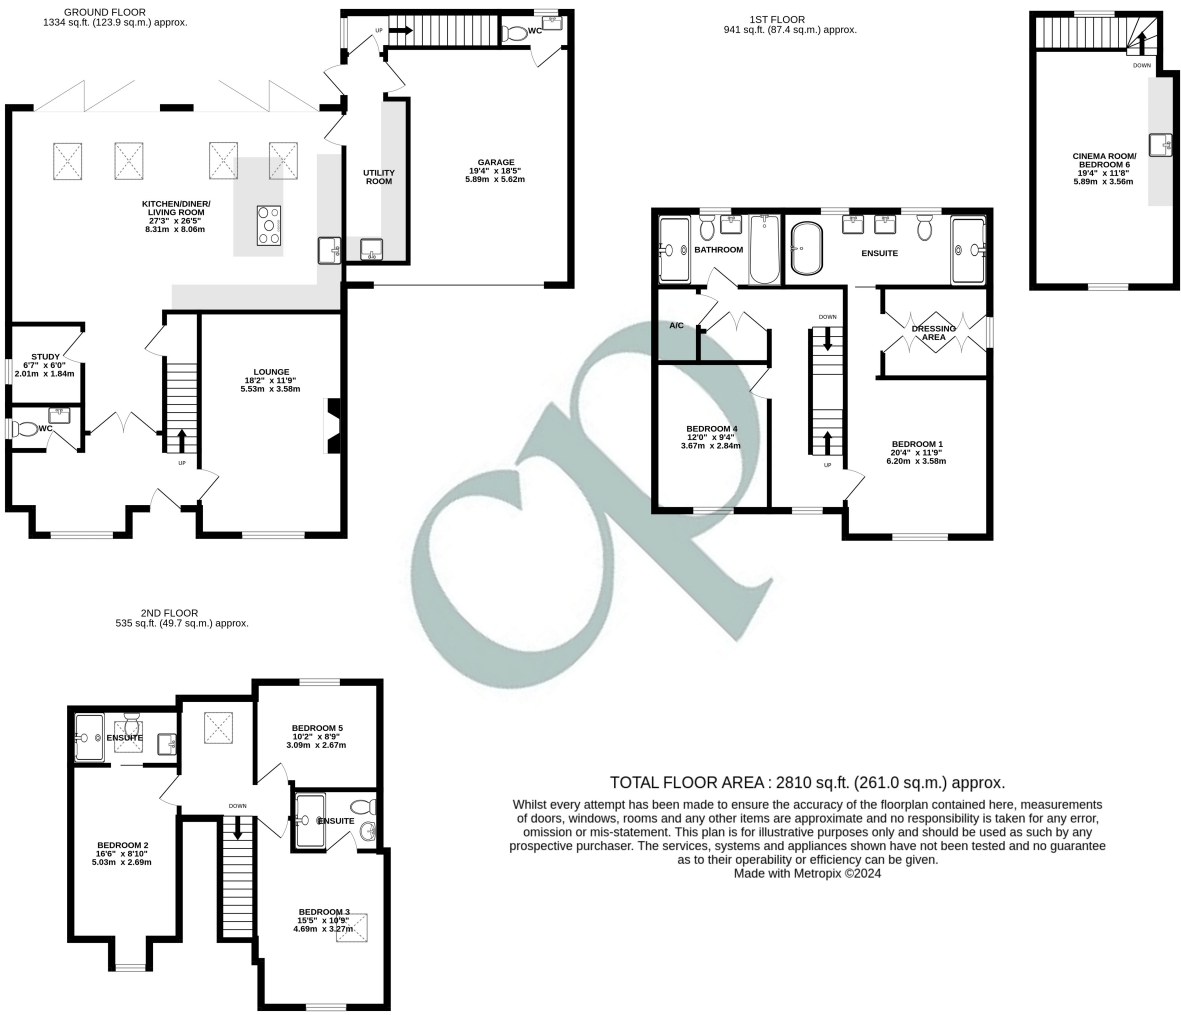 GROUND FLOOR
1334 sq.ft. (123.9 sq.m.) approx.
UP
WC
UTILITY
ROOM
GARAGE
19'4" x 18'5"
5.89m x 5.62m
KITCHEN/DINER/
LIVING ROOM
27'3" x 26'5"
8.31m x 8.06m
STUDY
6'7" x 6'0"
2.01m x 1.84m
WC
UP
LOUNGE
18'2" x 11'9"
5.53m x 3.58m
1ST FLOOR
941 sq.ft. (87.4 sq.m.) approx.
BATHROOM
ENSUITE
A/C
DOWN
DRESSING
AREA
BEDROOM 4
12'0" x 9'4"
3.67m x 2.84m
UP
BEDROOM 1
20'4" x 11'9"
6.20m x 3.58m
DOWN
CINEMA ROOM/
BEDROOM 6
19'4" x 11'8"
5.89m x 3.56m
cp
2ND FLOOR
535 sq.ft. (49.7 sq.m.) approx.
ENSUITE
BEDROOM 5
10'2" x 8'9"
3.09m x 2.67m
DOWN
ENSUITE
BEDROOM 2
16'6" x 8'10"
5.03m x 2.69m
BEDROOM 3
15'5" x 10'9"
4.69m x 3.27m
TOTAL FLOOR AREA : 2810 sq.ft. (261.0 sq.m.) approx.
Whilst every attempt has been made to ensure the accuracy of the floorplan contained here, measurements
of doors, windows, rooms and any other items are approximate and no responsibility is taken for any error,
omission or mis-statement. This plan is for illustrative purposes only and should be used as such by any
prospective purchaser. The services, systems and appliances shown have not been tested and no guarantee
as to their operability or efficiency can be given.
Made with Metropix ©2024